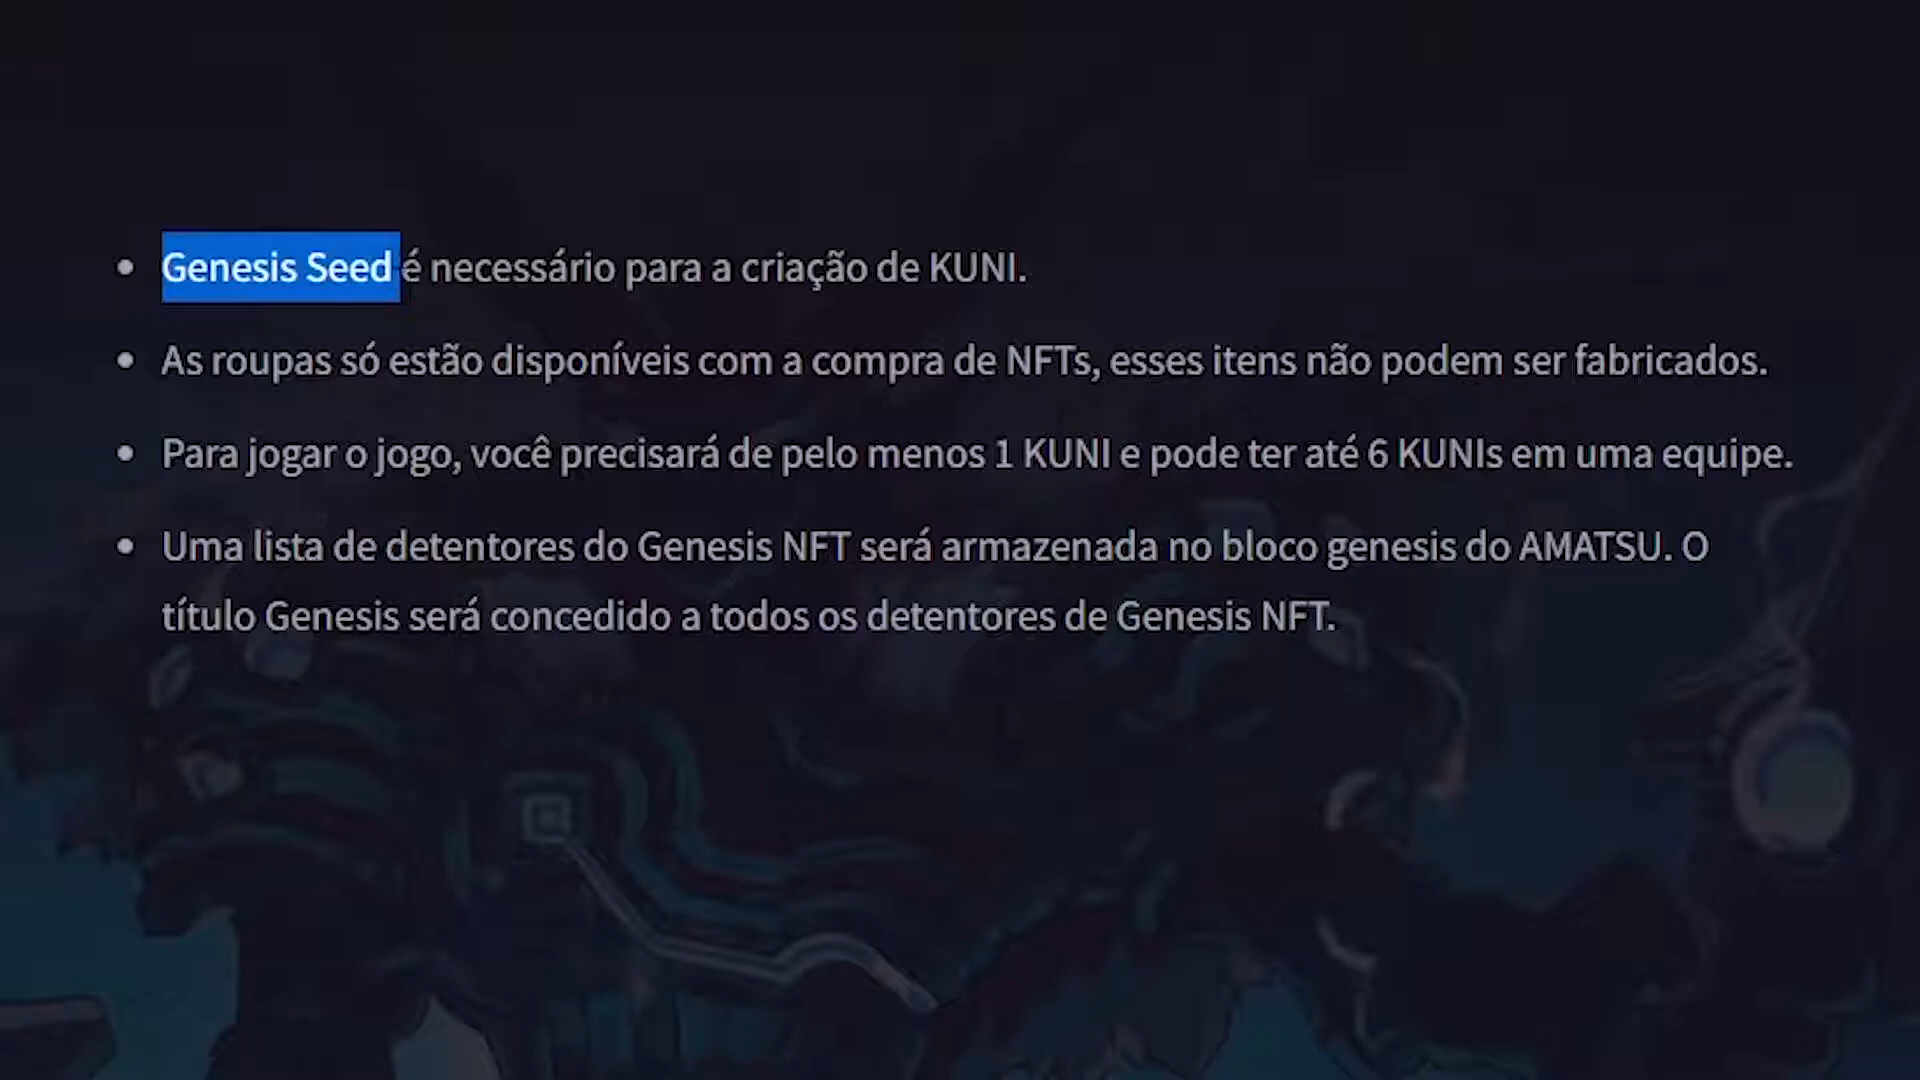 Genesis Seed é necessário para a criação de KUNI.
As roupas só estão disponíveis com a compra de NFTs, esses itens não podem ser fabricados.
Para jogar o jogo, você precisará de pelo menos 1 KUNI e pode ter até 6 KUNIs em uma equipe.
Uma lista de detentores do Genesis NFT será armazenada no bloco genesis do AMATSU. O
título Genesis será concedido a todos os detentores de Genesis NFT.